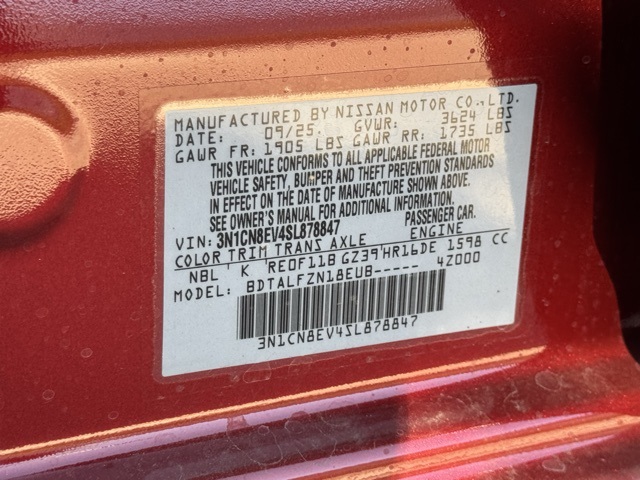 MANUFACTURED BY NISSAN MOTOR CO.,LTD.
DATE: 09/25. GVWR: 3624 LBS
GAWR FR: 1905 LBS GAWR RR: 1735 LBS
THIS VEHICLE CONFORMS TO ALL APPLICABLE FEDERAL MOTOR
VEHICLE SAFETY, BUMPER AND THEFT PREVENTION STANDARDS
IN EFFECT ON THE DATE OF MANUFACTURE SHOWN ABOVE.
SEE OWNER'S MANUAL FOR ADDITIONAL INFORMATION.
VIN: 3N1CN8EV4SL878847 PASSENGER CAR.
COLOR TRIM TRANS AXLE ENGINE
NBL K RE0F11B GZ39'HR16DE 1598 CC
MODEL: BDTALFZN18EUB----- 4Z000
3N1CN8EV4SL878847